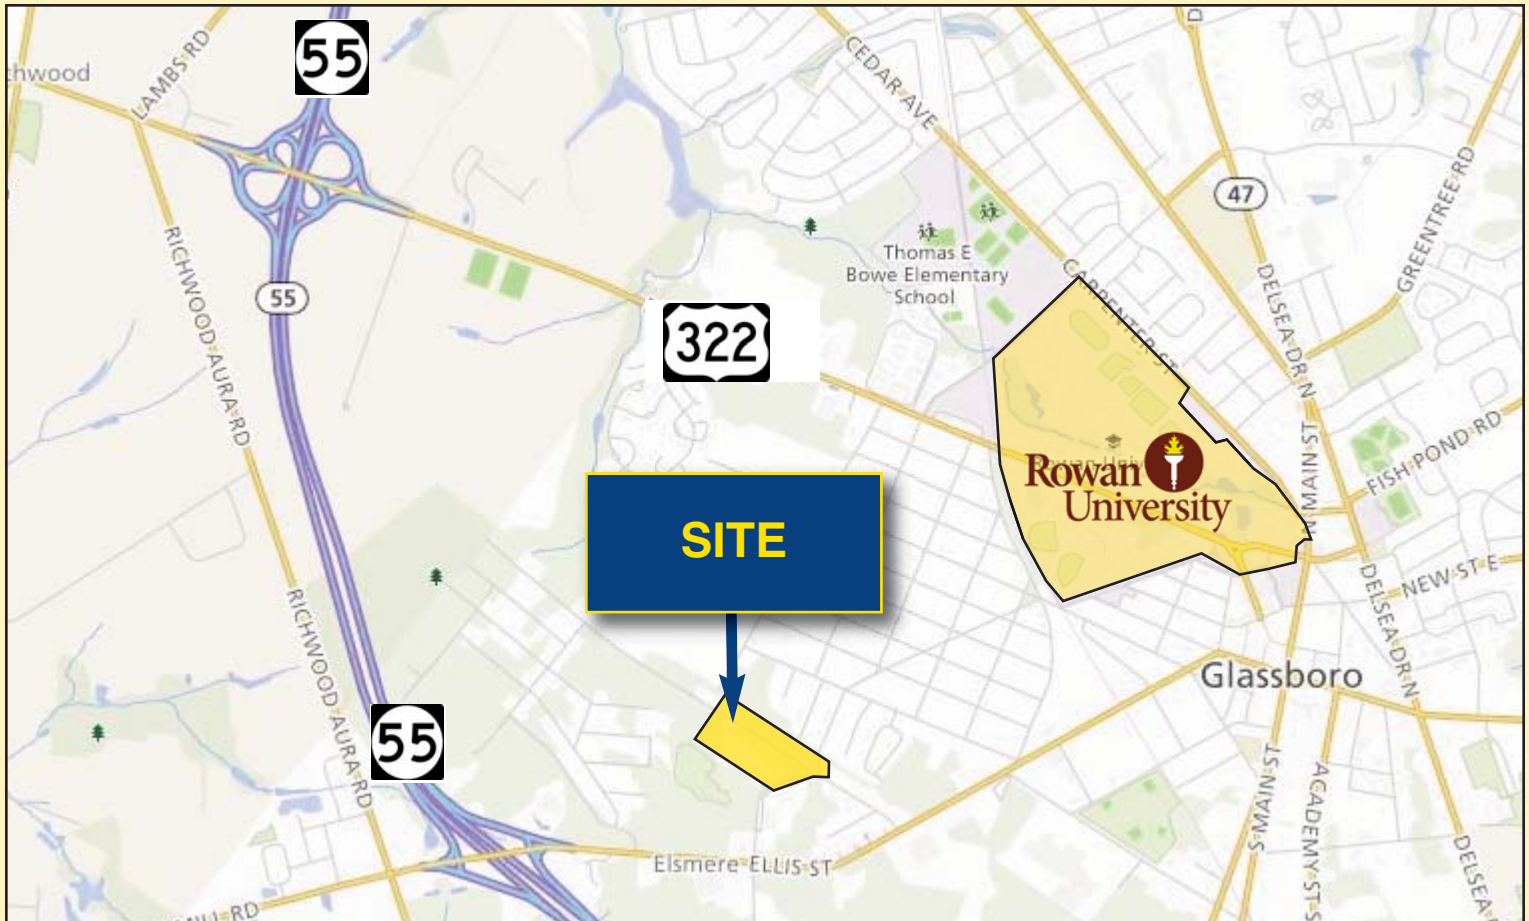 55
chwood
LAMBS RD
CEDAR AVE
47
GREENTREE RD
Thomas E
Bowe Elementary
School
RICHWOOD AURA RD
55
CARPENTER ST
DELSEA DR N
322
N MAIN ST
FISH POND RD
Rowan
University
SITE
NEW ST E
DELSEA DR N
RICHWOOD AURA RD
Glassboro
55
S MAIN ST
ACADEMY ST S
DELSEA
Elsmere ELLIS ST
RD